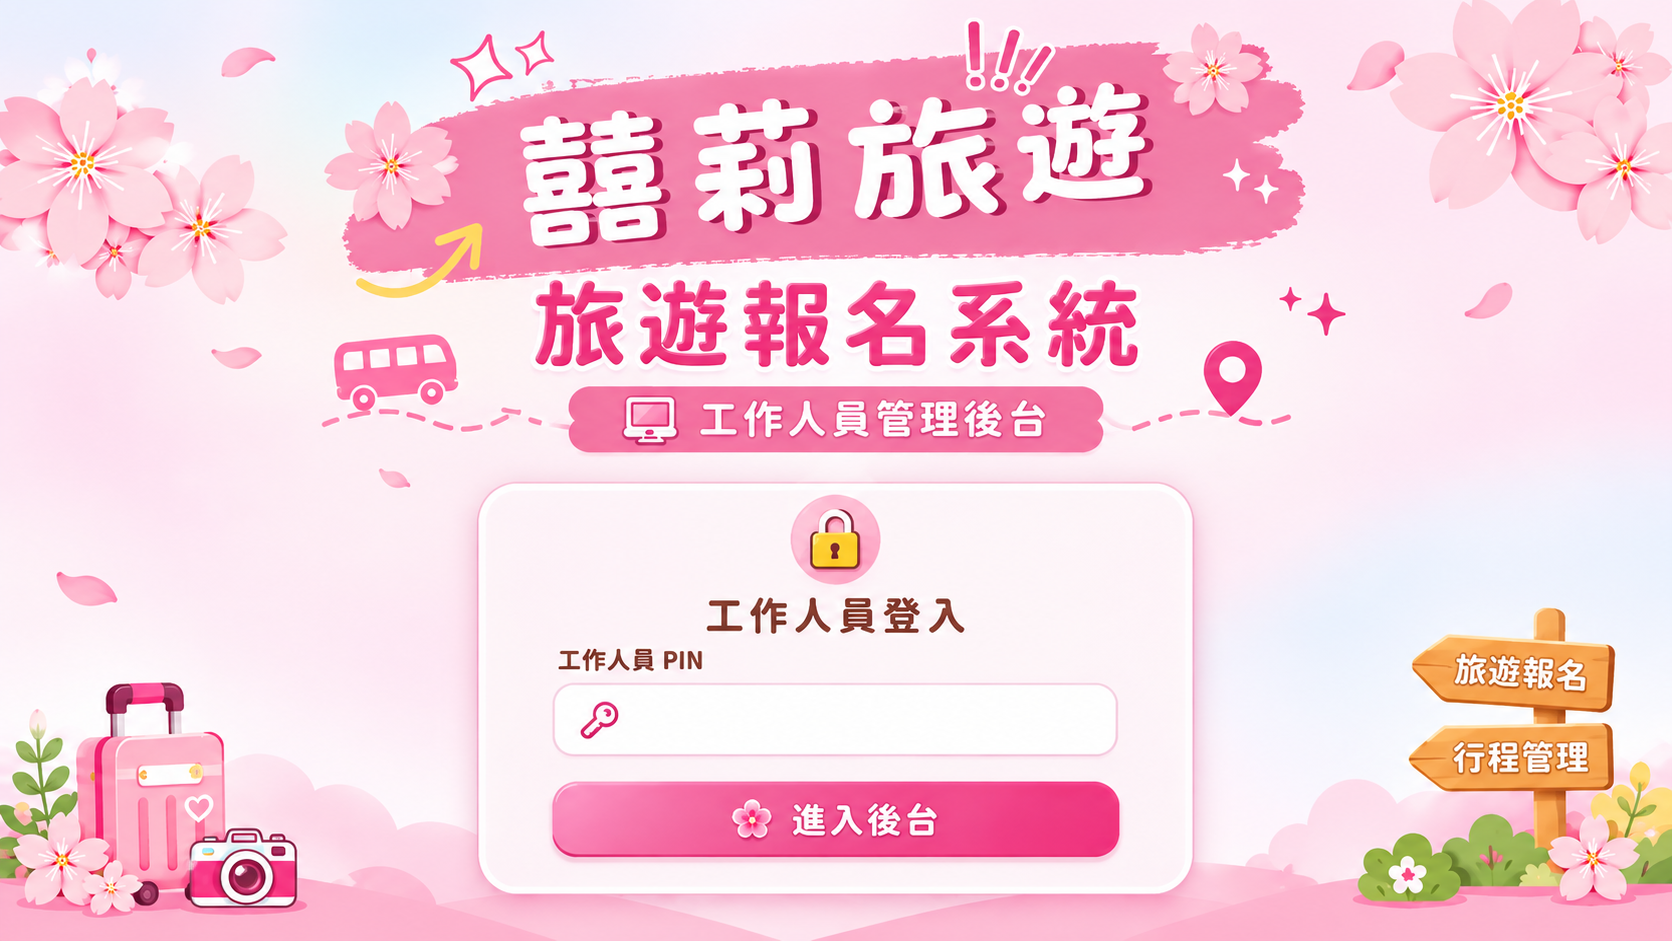 囍莉旅遊
旅遊報名系統
工作人員管理後台
工作人員登入
工作人員 PIN
進入後台
旅遊報名
行程管理